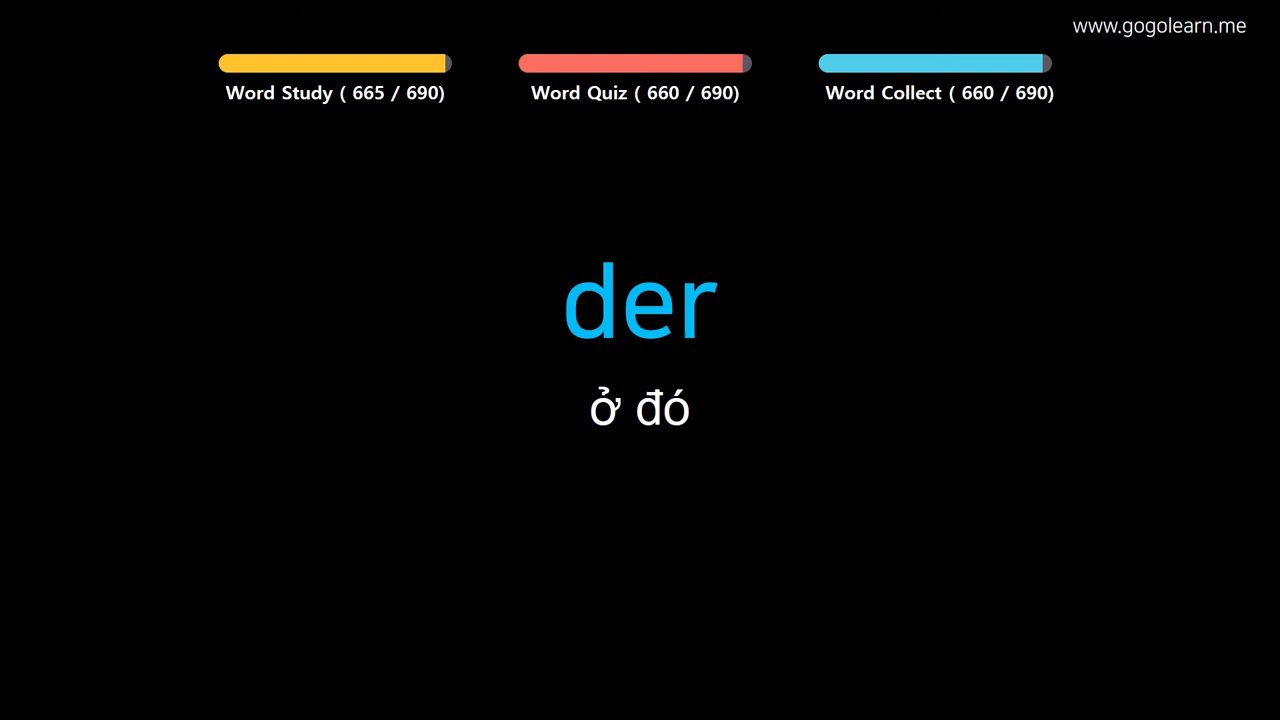 www.gogolearn.me
Word Study ( 665 / 690)
Word Quiz ( 660 / 690)
Word Collect ( 660 / 690)
der
ở đó